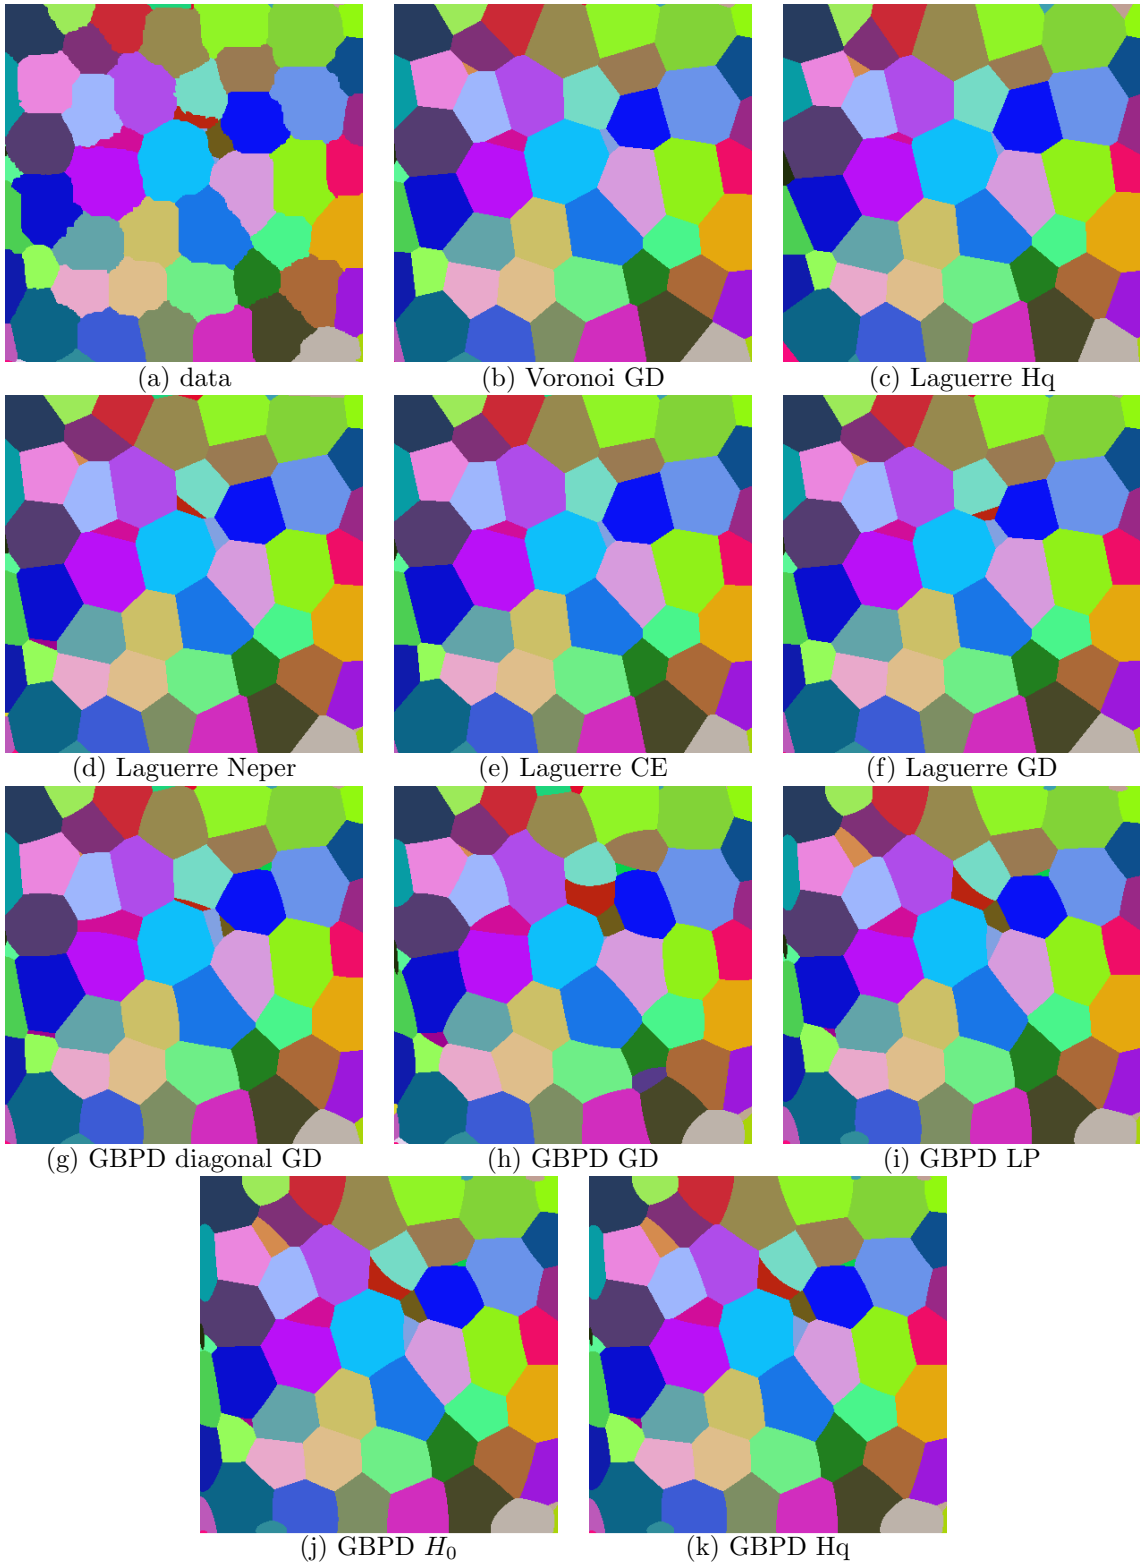 (a) data
(b) Voronoi GD
(c) Laguerre Hq
(d) Laguerre Neper
(e) Laguerre CE
(f) Laguerre GD
(g) GBPD diagonal GD
(h) GBPD GD
(i) GBPD LP
(j) GBPD H₀
(k) GBPD Hq